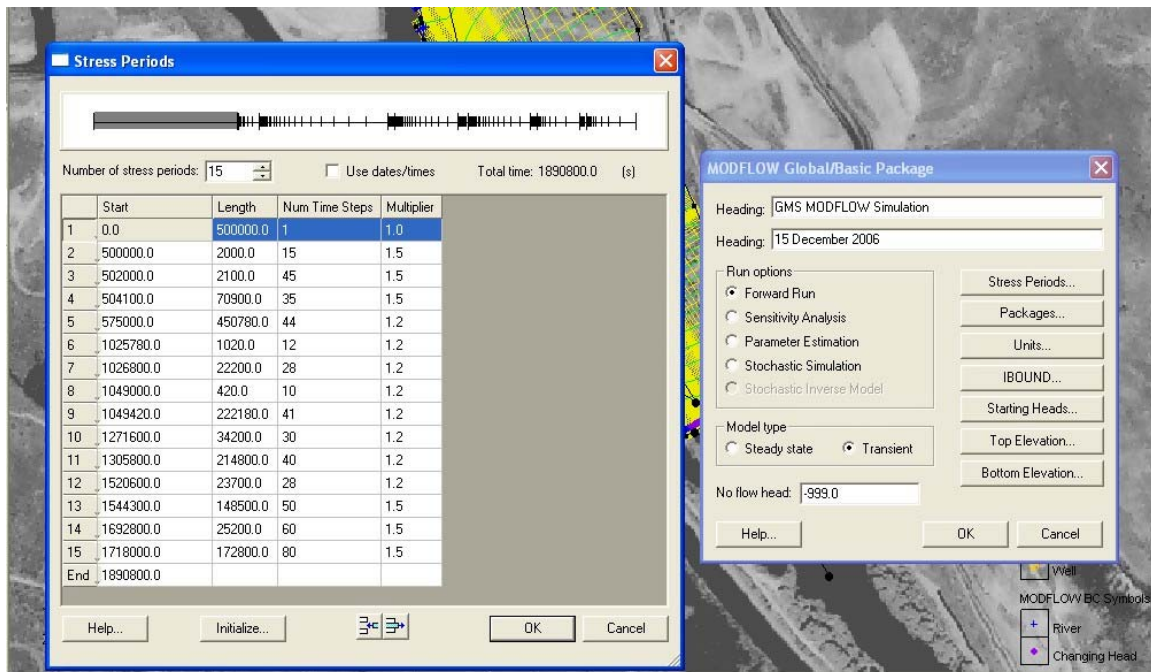 Stress Periods
Number of stress periods: 15 Use dates/times Total time: 1890800.0 (s)
Start Length Num Time Steps Multiplier
1 0.0 500000.0 1 1.0
2 500000.0 2000.0 15 1.5
3 502000.0 2100.0 45 1.5
4 504100.0 70900.0 35 1.5
5 575000.0 450780.0 44 1.2
6 1025780.0 1020.0 12 1.2
7 1026800.0 22200.0 28 1.2
8 1049000.0 420.0 10 1.2
9 1049420.0 222180.0 41 1.2
10 1271600.0 34200.0 30 1.2
11 1305800.0 214800.0 40 1.2
12 1520600.0 23700.0 28 1.2
13 1544300.0 148500.0 50 1.5
14 1692800.0 25200.0 60 1.5
15 1718000.0 172800.0 80 1.5
End 1890800.0
Help... Initialize... OK Cancel
MODFLOW Global/Basic Package
Heading: GMS MODFLOW Simulation
Heading: 15 December 2006
Run options
Forward Run
Sensitivity Analysis
Parameter Estimation
Stochastic Simulation
Stochastic Inverse Model
Model type
Steady state Transient
No flow head: -999.0
Stress Periods...
Packages...
Units...
IBOUND...
Starting Heads...
Top Elevation...
Bottom Elevation...
Help... OK Cancel
Well
MODFLOW BC Symbols
River
Changing Head